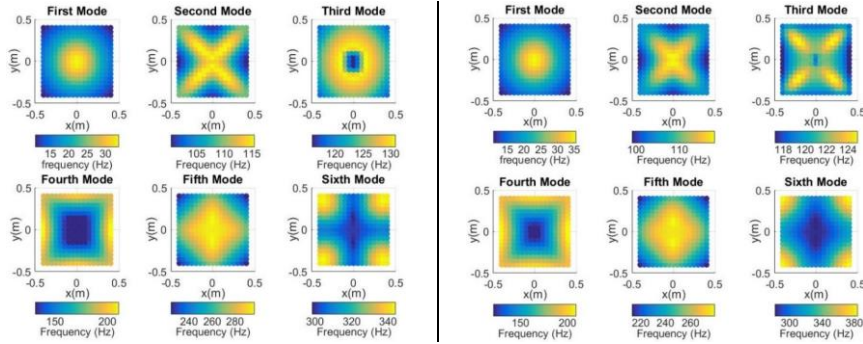 First Mode Second Mode Third Mode
0.5 0.5 0.5
y(m) 0 y(m) 0 y(m) 0
-0.5 -0.5 -0.5
-0.5 0 0.5 -0.5 0 0.5 -0.5 0 0.5
x(m) x(m) x(m)
15 20 25 30 105 110 115 120 125 130
frequency (Hz) Frequency (Hz) Frequency (Hz)
Fourth Mode Fifth Mode Sixth Mode
0.5 0.5 0.5
y(m) 0 y(m) 0 y(m) 0
-0.5 -0.5 -0.5
-0.5 0 0.5 -0.5 0 0.5 -0.5 0 0.5
x(m) x(m) x(m)
150 200 240 260 280 300 320 340
Frequency (Hz) Frequency (Hz) Frequency (Hz)
First Mode Second Mode Third Mode
0.5 0.5 0.5
y(m) 0 y(m) 0 y(m) 0
-0.5 -0.5 -0.5
-0.5 0 0.5 -0.5 0 0.5 -0.5 0 0.5
x(m) x(m) x(m)
15 20 25 30 35 100 110 118 120 122 124
frequency (Hz) Frequency (Hz) Frequency (Hz)
Fourth Mode Fifth Mode Sixth Mode
0.5 0.5 0.5
y(m) 0 y(m) 0 y(m) 0
-0.5 -0.5 -0.5
-0.5 0 0.5 -0.5 0 0.5 -0.5 0 0.5
x(m) x(m) x(m)
150 200 220 240 260 300 320 340 360 380
Frequency (Hz) Frequency (Hz) Frequency (Hz)